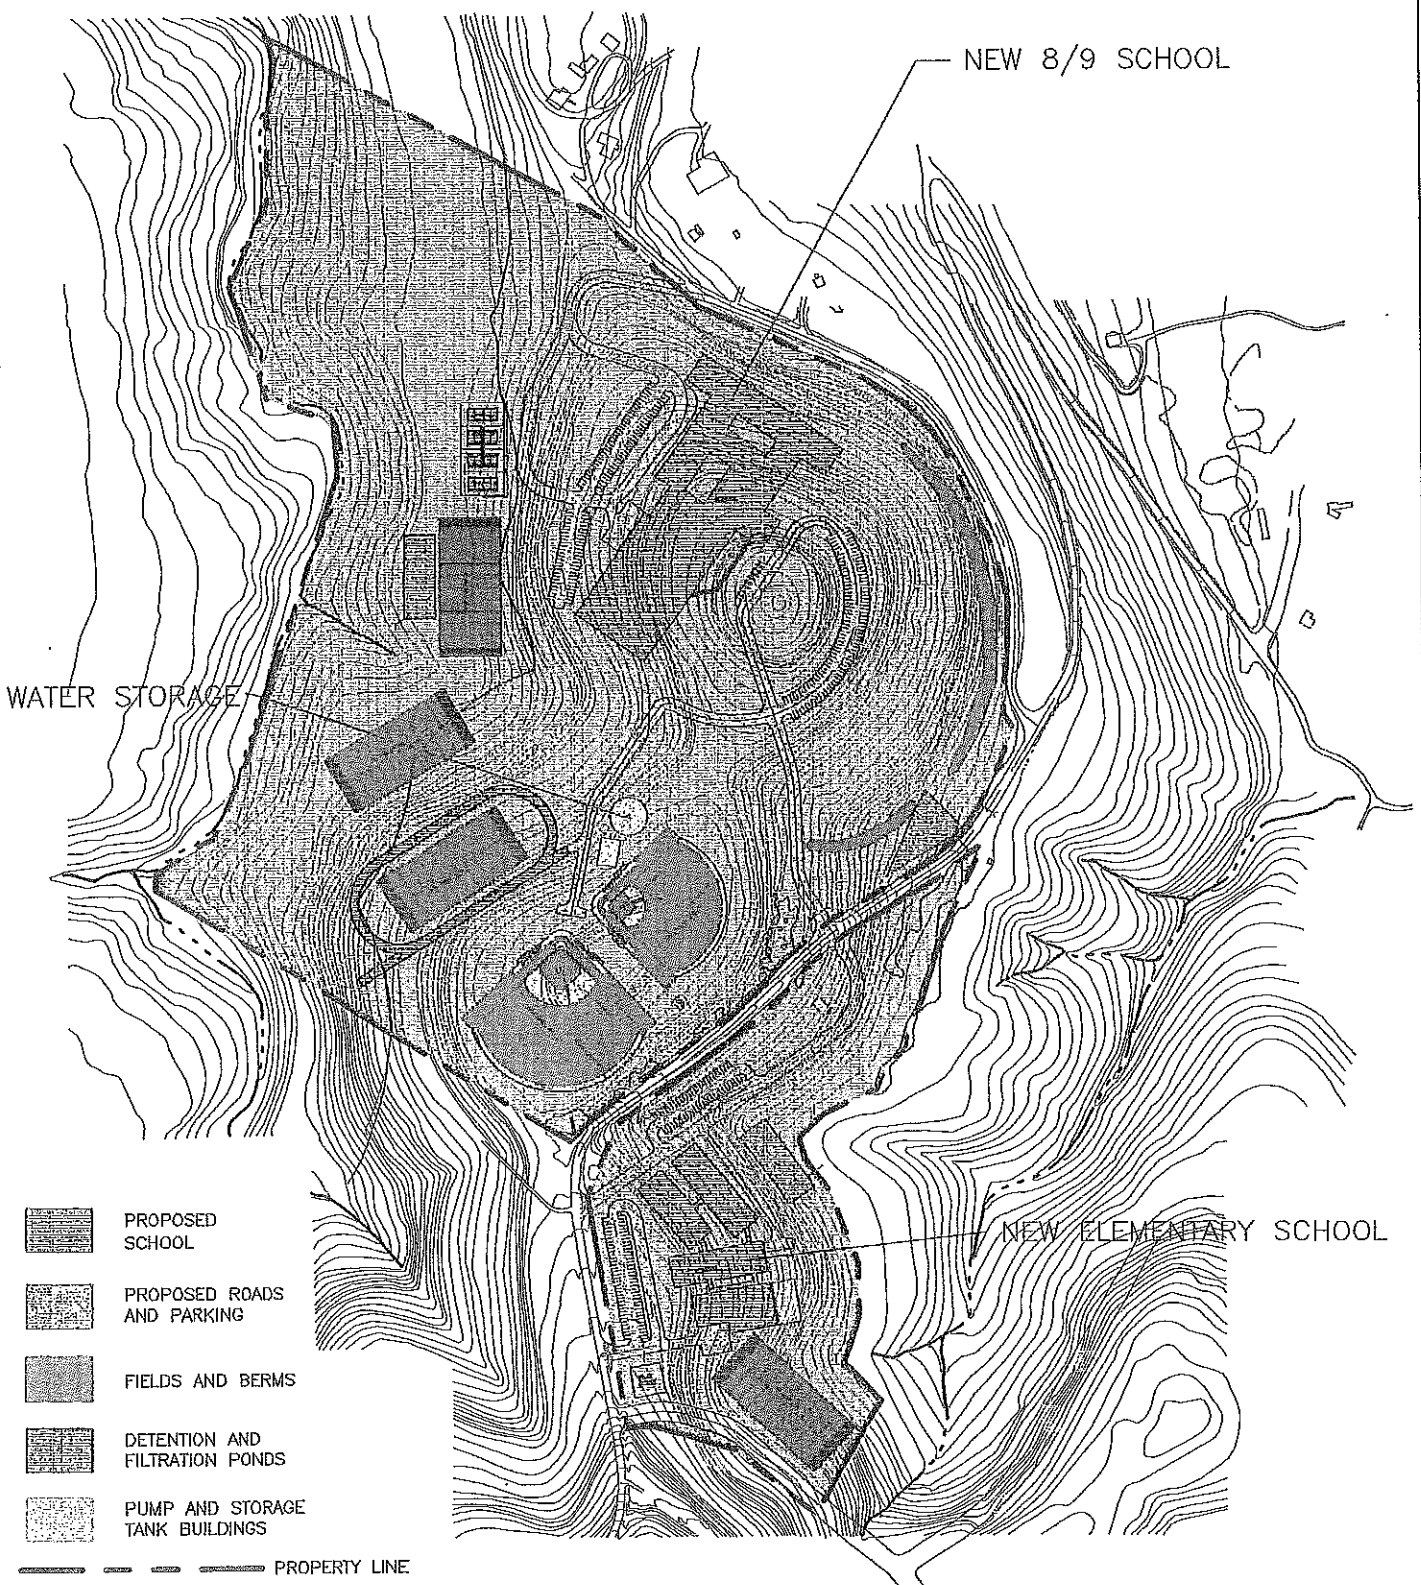 NEW 8/9 SCHOOL
WATER STORAGE
NEW ELEMENTARY SCHOOL
PROPOSED
SCHOOL
PROPOSED ROADS
AND PARKING
FIELDS AND BERMS
DETENTION AND
FILTRATION PONDS
PUMP AND STORAGE
TANK BUILDINGS
PROPERTY LINE